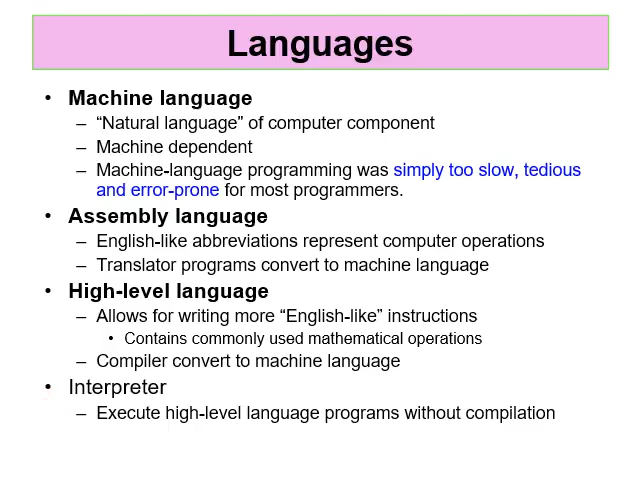 Languages
• Machine language
– “Natural language” of computer component
– Machine dependent
– Machine-language programming was simply too slow, tedious
and error-prone for most programmers.
• Assembly language
– English-like abbreviations represent computer operations
– Translator programs convert to machine language
• High-level language
– Allows for writing more “English-like” instructions
• Contains commonly used mathematical operations
– Compiler convert to machine language
• Interpreter
– Execute high-level language programs without compilation